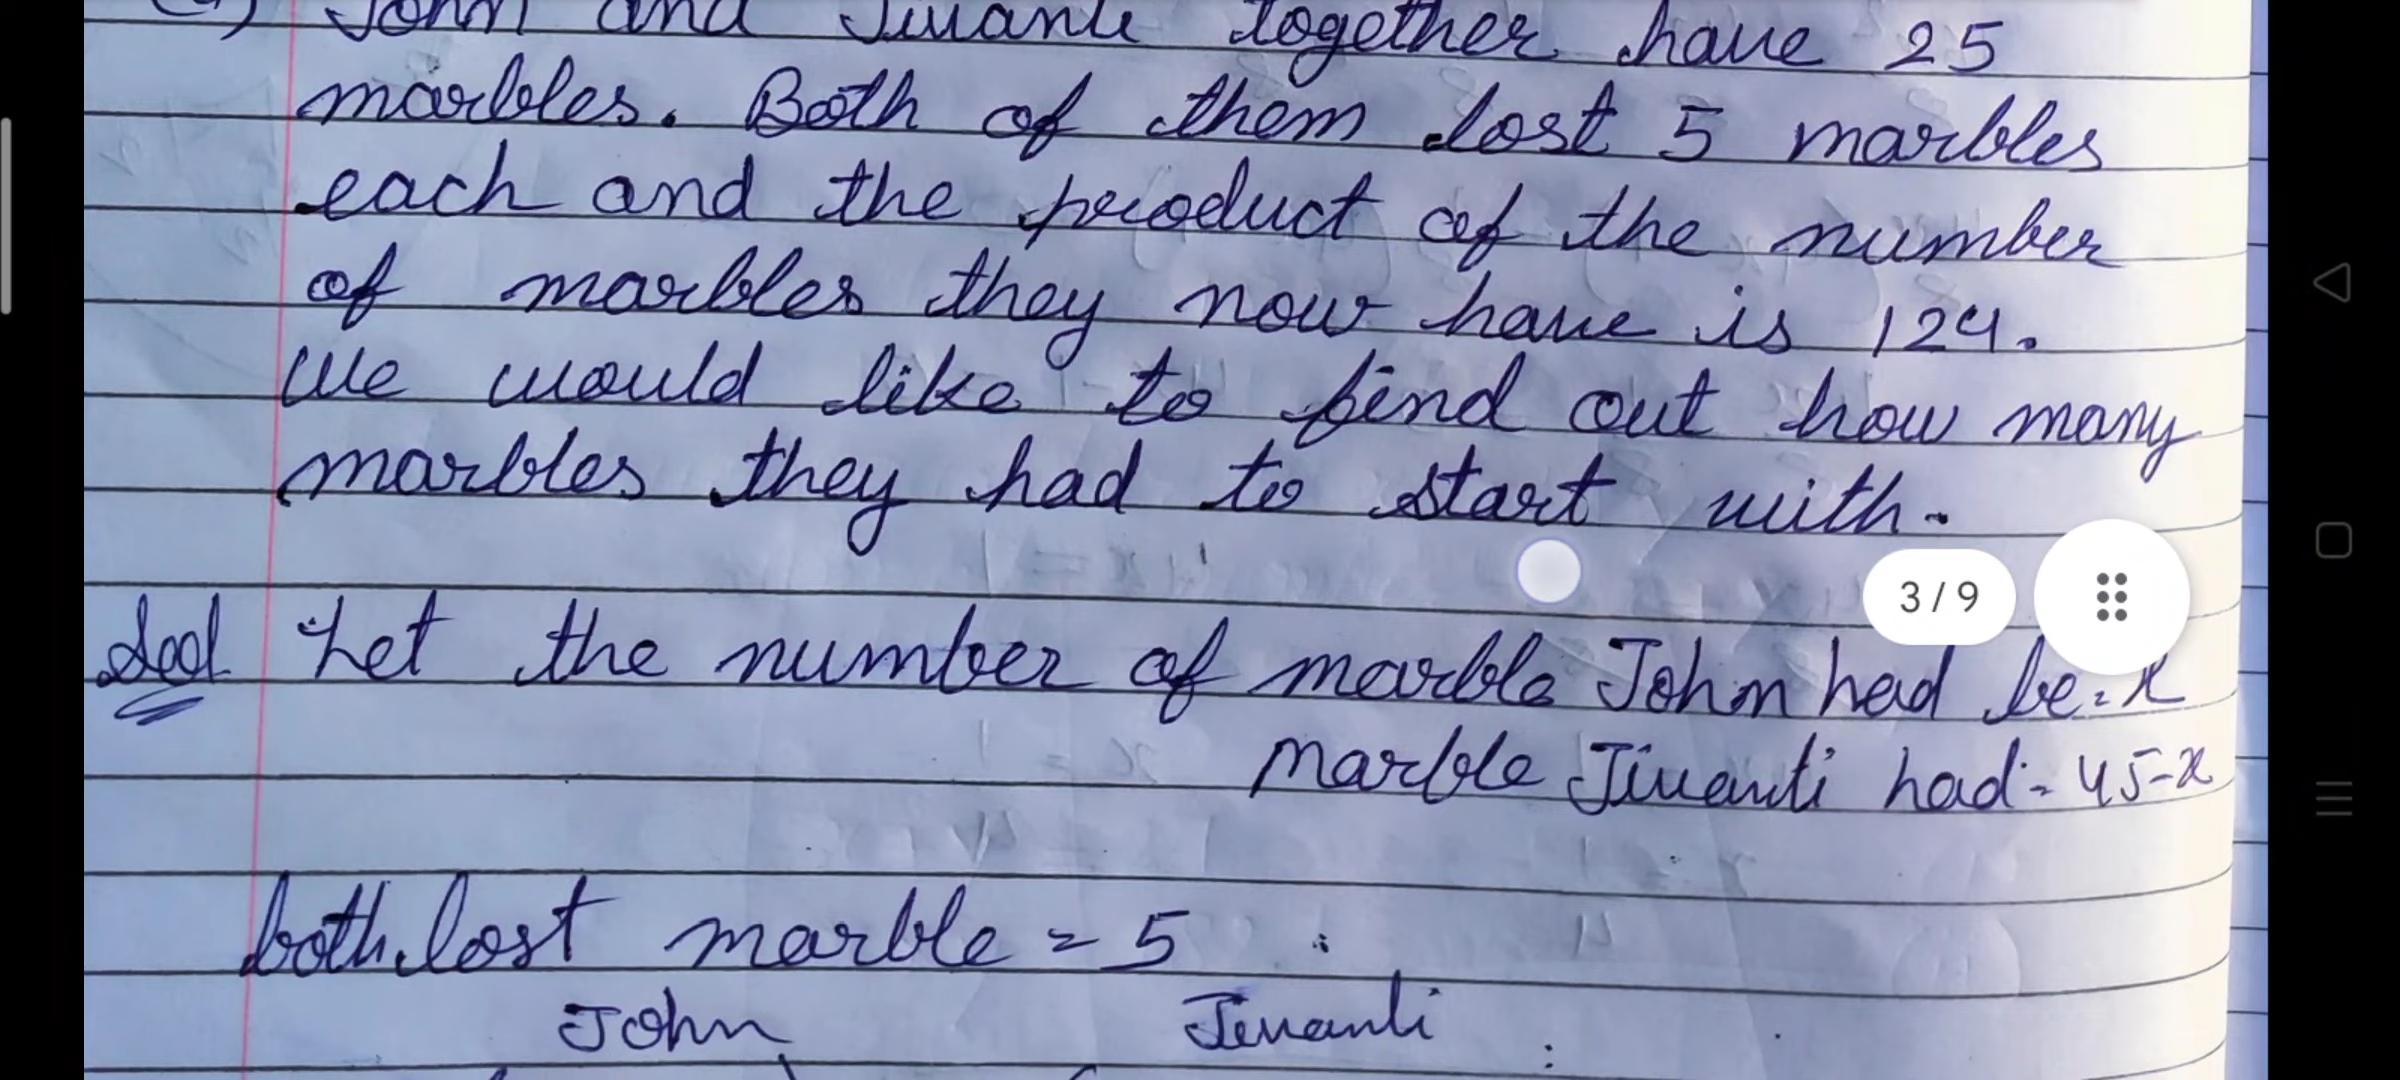 John and Jivanti together have 25
marbles. Both of them lost 5 marbles
each and the product of the number
of marbles they now have is 124.
We would like to find out how many
marbles they had to start with.
3/9
Sol Let the number of marble John had be = x
marble Jivanti had = 45-x
both lost marble = 5
John Jivanti